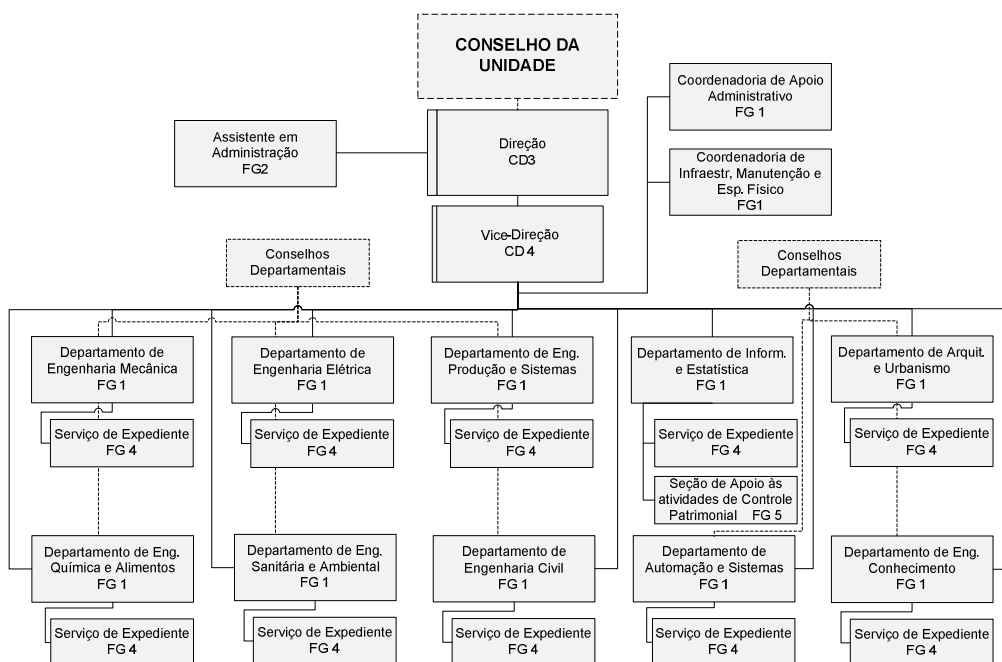 CONSELHO DA
UNIDADE
Coordenadoria de Apoio
Administrativo
FG 1
Assistente em
Administração
FG2
Direção
CD3
Coordenadoria de
Infraestr, Manutenção e
Esp. Físico
FG1
Vice-Direção
CD 4
Conselhos
Departamentais
Conselhos
Departamentais
Departamento de
Engenharia Mecânica
FG 1
Departamento de
Engenharia Elétrica
FG 1
Departamento de Eng.
Produção e Sistemas
FG 1
Departamento de Inform.
e Estatística
FG 1
Departamento de Arquit.
e Urbanismo
FG 1
Serviço de Expediente
FG 4
Serviço de Expediente
FG 4
Serviço de Expediente
FG 4
Serviço de Expediente
FG 4
Serviço de Expediente
FG 4
Seção de Apoio às
atividades de Controle
Patrimonial FG 5
Departamento de Eng.
Química e Alimentos
FG 1
Departamento de Eng.
Sanitária e Ambiental
FG 1
Departamento de
Engenharia Civil
FG 1
Departamento de
Automação e Sistemas
FG 1
Departamento de Eng.
Conhecimento
FG 1
Serviço de Expediente
FG 4
Serviço de Expediente
FG 4
Serviço de Expediente
FG 4
Serviço de Expediente
FG 4
Serviço de Expediente
FG 4